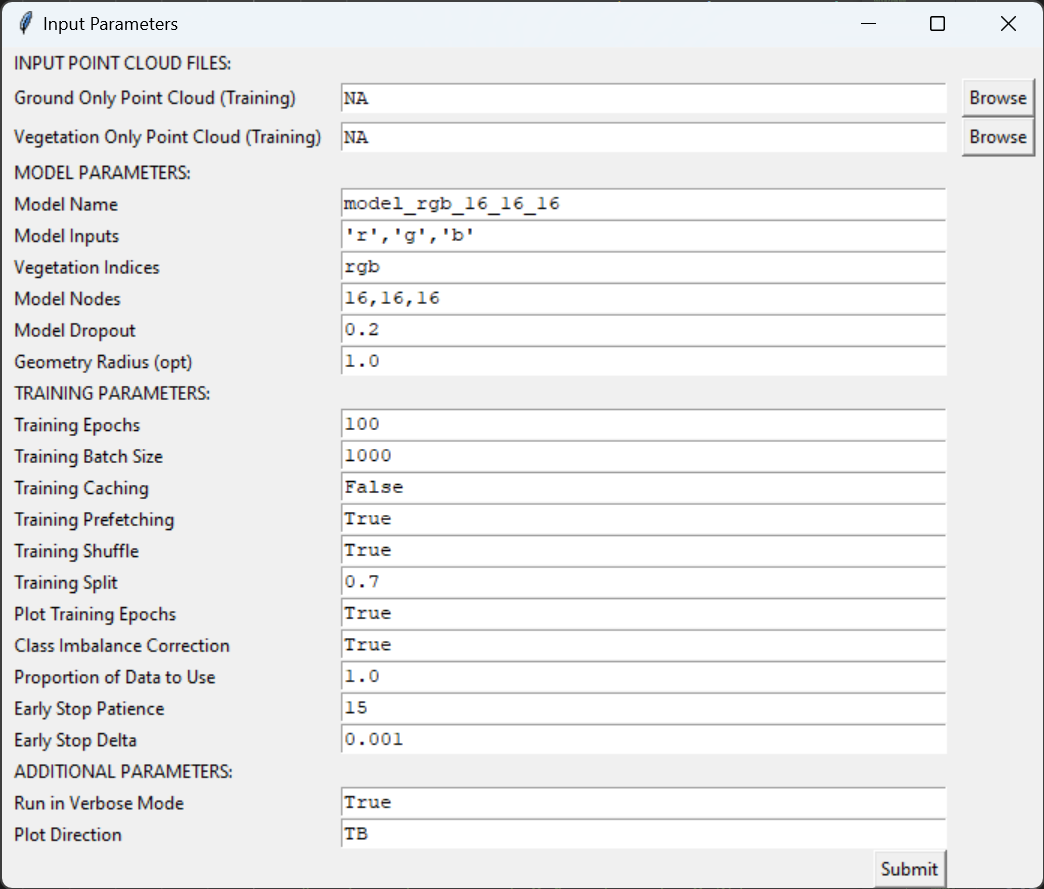 Input Parameters
INPUT POINT CLOUD FILES:
Ground Only Point Cloud (Training) NA Browse
Vegetation Only Point Cloud (Training) NA Browse
MODEL PARAMETERS:
Model Name model_rgb_16_16_16
Model Inputs 'r','g','b'
Vegetation Indices rgb
Model Nodes 16,16,16
Model Dropout 0.2
Geometry Radius (opt) 1.0
TRAINING PARAMETERS:
Training Epochs 100
Training Batch Size 1000
Training Caching False
Training Prefetching True
Training Shuffle True
Training Split 0.7
Plot Training Epochs True
Class Imbalance Correction True
Proportion of Data to Use 1.0
Early Stop Patience 15
Early Stop Delta 0.001
ADDITIONAL PARAMETERS:
Run in Verbose Mode True
Plot Direction TB
Submit